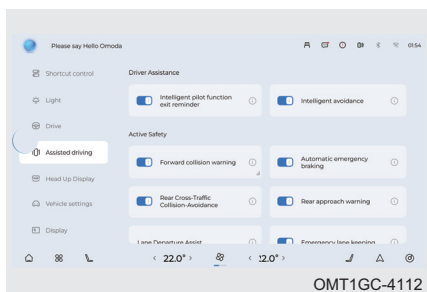 Please say Hello Omoda
01:54
Shortcut control
Driver Assistance
Intelligent pilot function
exit reminder
Intelligent avoidance
Light
Drive
Active Safety
Assisted driving
Forward collision warning
Automatic emergency
braking
Head Up Display
Vehicle settings
Rear Cross-Traffic
Collision-Avoidance
Rear approach warning
Display
Lane Departure Assist
Emergency lane keeping
< 22.0° >
< 22.0° >
OMT1GC-4112